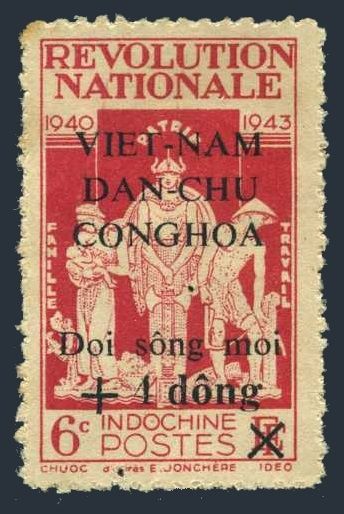 REVOLUTION
NATIONALE
1940 1943
PATRIE
VIET-NAM
DAN-CHU
CONGHOA
FAMILLE
TRAVAIL
Doi sông moi
+ 1 dông
6c INDOCHINE
POSTES
CHUOC d'après E. JONCHÈRE IDEO